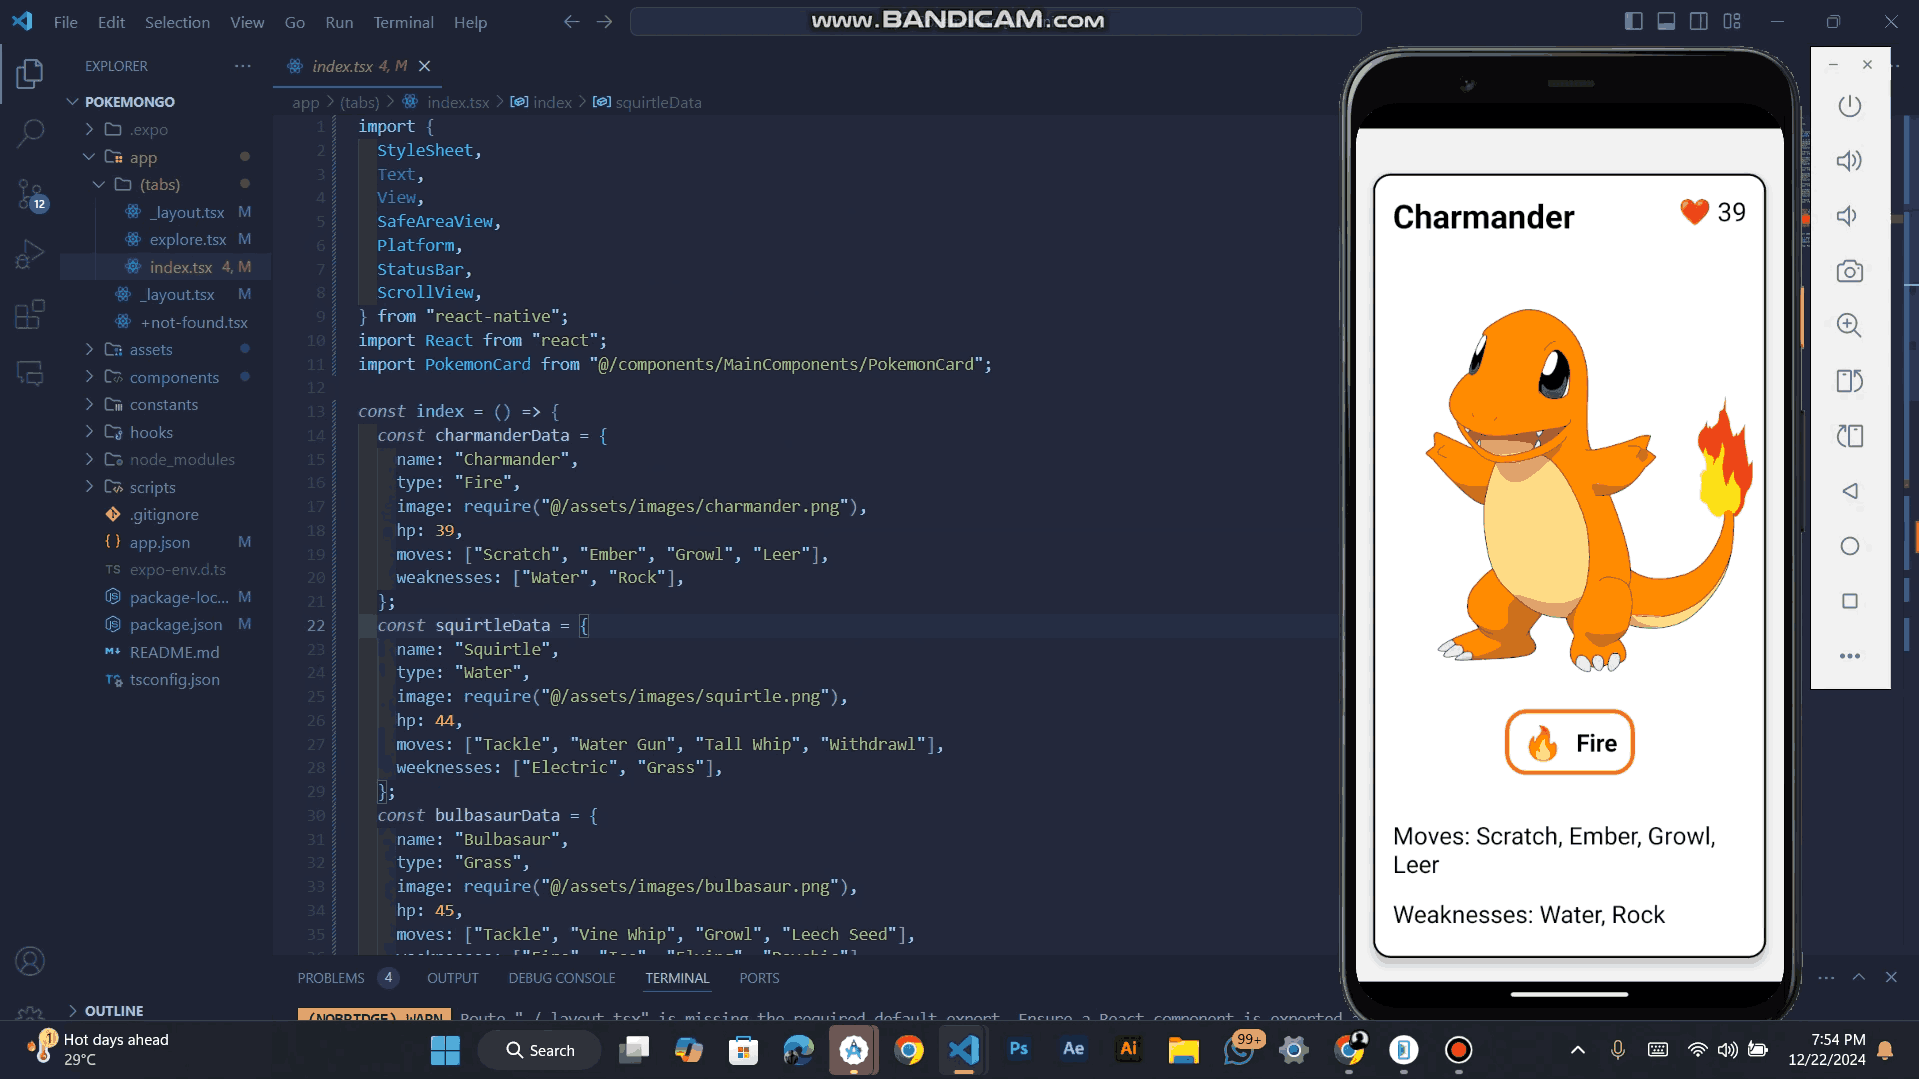 File Edit Selection View Go Run Terminal Help
www.BANDICAM.com
EXPLORER
POKEMONGO
.expo
app
(tabs)
_layout.tsx M
explore.tsx M
index.tsx 4, M
_layout.tsx M
+not-found.tsx
assets
components
constants
hooks
node_modules
scripts
.gitignore
app.json M
expo-env.d.ts
package-loc... M
package.json M
README.md
tsconfig.json
OUTLINE
12
index.tsx 4, M
app > (tabs) > index.tsx > index > squirtleData
1 import {
2 StyleSheet,
3 Text,
4 View,
5 SafeAreaView,
6 Platform,
7 StatusBar,
8 ScrollView,
9 } from "react-native";
10 import React from "react";
11 import PokemonCard from "@/components/MainComponents/PokemonCard";
12
13 const index = () => {
14 const charmanderData = {
15 name: "Charmander",
16 type: "Fire",
17 image: require("@/assets/images/charmander.png"),
18 hp: 39,
19 moves: ["Scratch", "Ember", "Growl", "Leer"],
20 weaknesses: ["Water", "Rock"],
21 };
22 const squirtleData = {
23 name: "Squirtle",
24 type: "Water",
25 image: require("@/assets/images/squirtle.png"),
26 hp: 44,
27 moves: ["Tackle", "Water Gun", "Tall Whip", "Withdrawl"],
28 weeknesses: ["Electric", "Grass"],
29 };
30 const bulbasaurData = {
31 name: "Bulbasaur",
32 type: "Grass",
33 image: require("@/assets/images/bulbasaur.png"),
34 hp: 45,
35 moves: ["Tackle", "Vine Whip", "Growl", "Leech Seed"],
PROBLEMS 4 OUTPUT DEBUG CONSOLE TERMINAL PORTS
(NOBRIDGE) WARN Route "./_layout.tsx" is missing the required default export. Ensure a React component is exported
Charmander
39
Fire
Moves: Scratch, Ember, Growl,
Leer
Weaknesses: Water, Rock
1
Hot days ahead
29°C
Search
Ps
Ae
Ai
99+
7:54 PM
12/22/2024